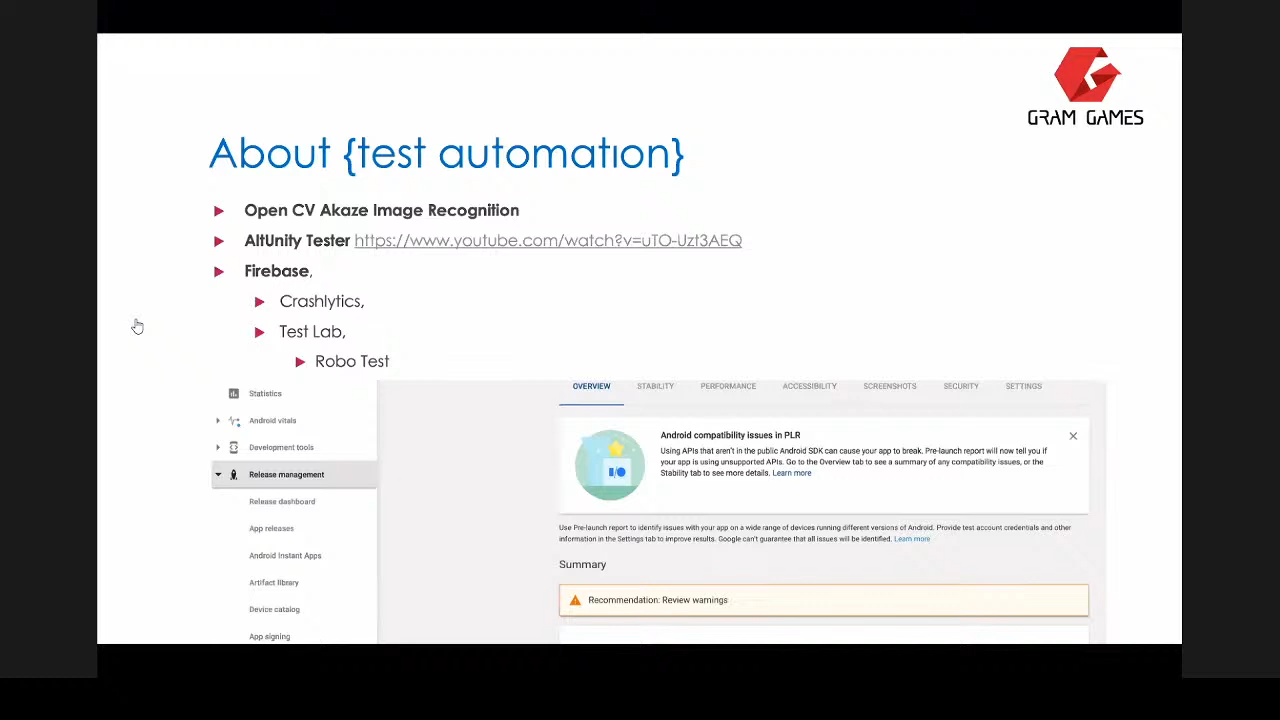 GRAM GAMES
About {test automatıon}
Open CV Akaze Image Recognition
AltUnity Tester https://www.youtube.com/watch?v=uTO-Uzt3AEQ
Firebase,
Crashlytics,
Test Lab,
Robo Test
Statistics
Android vitals
Development tools
Release management
Release dashboard
App releases
Android Instant Apps
Artifact library
Device catalog
App signing
OVERVIEW STABILITY PERFORMANCE ACCESSIBILITY SCREENSHOTS SECURITY SETTINGS
Android compatibility issues in PLR
Using APIs that aren't in the public Android SDK can cause your app to break. Pre-launch report will now tell you if
your app is using unsupported APIs. Go to the Overview tab to see a summary of any compatibility issues, or the
Stability tab to see more details. Learn more
I/O
Use Pre-launch report to identify issues with your app on a wide range of devices running different versions of Android. Provide test account credentials and other
information in the Settings tab to improve results. Google can't guarantee that all issues will be identified. Learn more
Summary
Recommendation: Review warnings